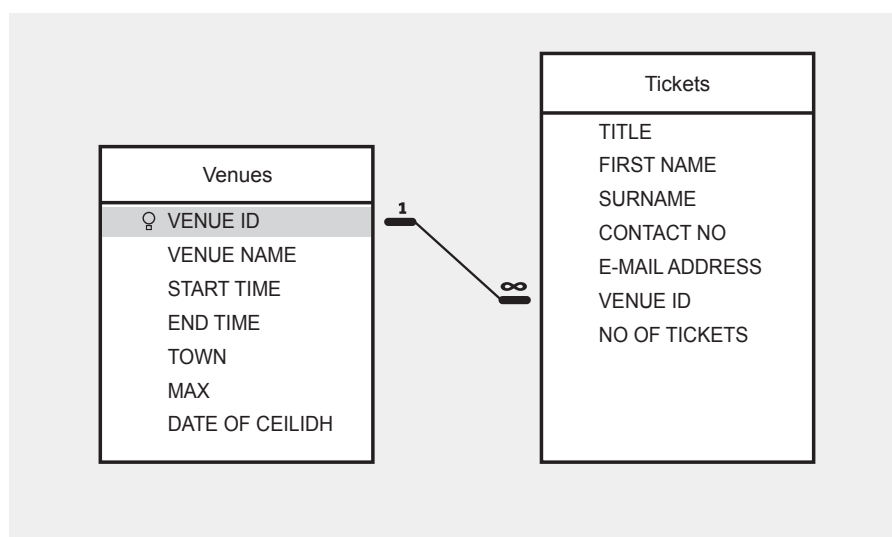 Venues
VENUE ID
VENUE NAME
START TIME
END TIME
TOWN
MAX
DATE OF CEILIDH
1
∞
Tickets
TITLE
FIRST NAME
SURNAME
CONTACT NO
E-MAIL ADDRESS
VENUE ID
NO OF TICKETS